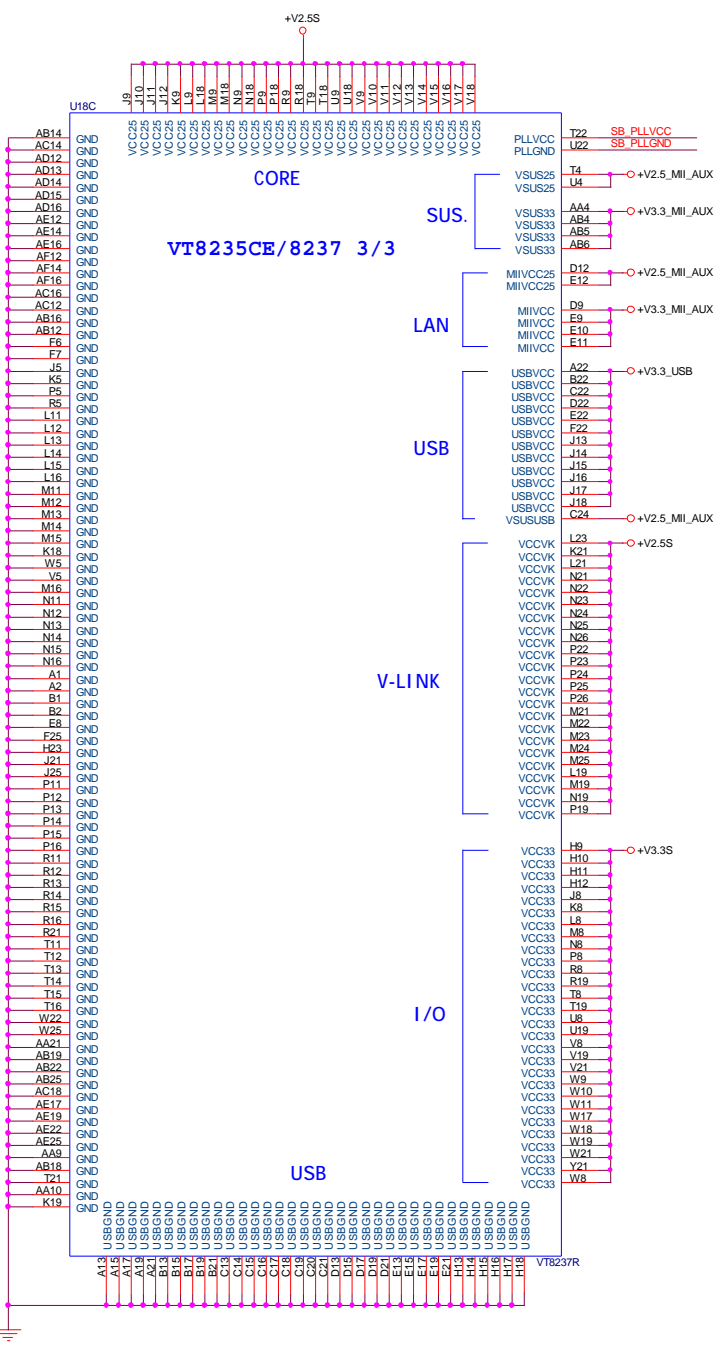 +V2.5S
J9 J10 J11 J12 K9 K18 L9 L18 M9 M18 N9 N18 P9 P18 R9 R18 T9 T18 U9 U18 V9 V10 V11 V12 V13 V14 V15 V16 V17 V18
U18C
VCC25 VCC25 VCC25 VCC25 VCC25 VCC25 VCC25 VCC25 VCC25 VCC25 VCC25 VCC25 VCC25 VCC25 VCC25 VCC25 VCC25 VCC25 VCC25 VCC25 VCC25 VCC25 VCC25 VCC25 VCC25 VCC25 VCC25 VCC25 VCC25
CORE
SUS.
VT8235CE/8237 3/3
LAN
USB
V-LINK
I/O
USB
AB14 GND
AC14 GND
AD12 GND
AD13 GND
AD14 GND
AD15 GND
AD16 GND
AE12 GND
AE14 GND
AE16 GND
AF12 GND
AF14 GND
AF16 GND
AC16 GND
AC12 GND
AB16 GND
AB12 GND
F6 GND
F7 GND
J5 GND
K5 GND
P5 GND
R5 GND
L11 GND
L12 GND
L13 GND
L14 GND
L15 GND
L16 GND
M11 GND
M12 GND
M13 GND
M14 GND
M15 GND
K18 GND
W5 GND
V5 GND
M16 GND
N11 GND
N12 GND
N13 GND
N14 GND
N15 GND
N16 GND
A1 GND
A2 GND
B1 GND
B2 GND
E8 GND
F25 GND
H23 GND
J21 GND
J25 GND
P11 GND
P12 GND
P13 GND
P14 GND
P15 GND
P16 GND
R11 GND
R12 GND
R13 GND
R14 GND
R15 GND
R16 GND
R21 GND
T11 GND
T12 GND
T13 GND
T14 GND
T15 GND
T16 GND
W22 GND
W25 GND
AA21 GND
AB19 GND
AB22 GND
AB25 GND
AC18 GND
AE17 GND
AE19 GND
AE22 GND
AE25 GND
AA9 GND
AB18 GND
T21 GND
AA10 GND
K19 GND
PLLVCC T22 SB_PLLVCC
PLLGND U22 SB_PLLGND
VSUS25 T4 +V2.5_MII_AUX
VSUS25 U4
VSUS33 AA4 +V3.3_MII_AUX
VSUS33 AB4
VSUS33 AB5
VSUS33 AB6
MIIVCC25 D12 +V2.5_MII_AUX
MIIVCC25 E12
MIIVCC D9 +V3.3_MII_AUX
MIIVCC E9
MIIVCC E10
MIIVCC E11
USBVCC A22 +V3.3_USB
USBVCC B22
USBVCC C22
USBVCC D22
USBVCC E22
USBVCC F22
USBVCC J13
USBVCC J14
USBVCC J15
USBVCC J16
USBVCC J17
USBVCC J18
VSUSUSB C24 +V2.5_MII_AUX
VCCVK L23 +V2.5S
VCCVK K21
VCCVK L21
VCCVK N21
VCCVK N22
VCCVK N23
VCCVK N24
VCCVK N25
VCCVK N26
VCCVK P22
VCCVK P23
VCCVK P24
VCCVK P25
VCCVK P26
VCCVK M21
VCCVK M22
VCCVK M23
VCCVK M24
VCCVK M25
VCCVK L19
VCCVK M19
VCCVK N19
VCCVK P19
VCC33 H9 +V3.3S
VCC33 H10
VCC33 H11
VCC33 H12
VCC33 J8
VCC33 K8
VCC33 L8
VCC33 M8
VCC33 N8
VCC33 P8
VCC33 R8
VCC33 R19
VCC33 T8
VCC33 T19
VCC33 U8
VCC33 U19
VCC33 V8
VCC33 V19
VCC33 V21
VCC33 W9
VCC33 W10
VCC33 W11
VCC33 W17
VCC33 W18
VCC33 W19
VCC33 W21
VCC33 Y21
VCC33 W8
USBGND USBGND USBGND USBGND USBGND USBGND USBGND USBGND USBGND USBGND USBGND USBGND USBGND USBGND USBGND USBGND USBGND USBGND USBGND USBGND USBGND USBGND USBGND USBGND USBGND USBGND USBGND USBGND USBGND USBGND USBGND USBGND USBGND USBGND USBGND
A13 A15 A17 A19 A21 B13 B15 B17 B19 B21 C13 C14 C15 C16 C17 C18 C19 C20 C21 D13 D15 D17 D19 D21 E13 E15 E17 E19 E21 H13 H14 H15 H16 H17 H18
VT8237R